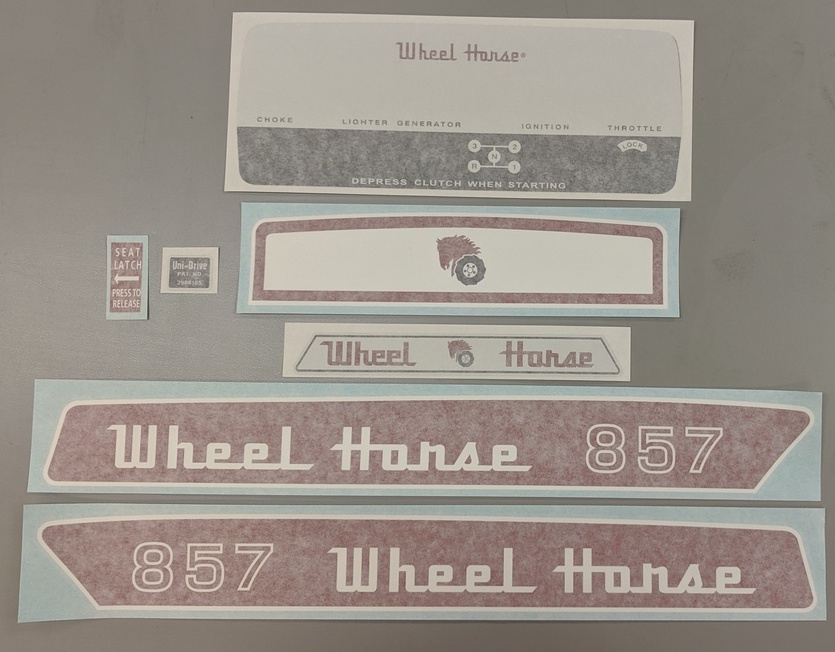 Wheel Horse®
CHOKE LIGHTER GENERATOR IGNITION THROTTLE
3 2
N
R 1
LOCK
DEPRESS CLUTCH WHEN STARTING
SEAT
LATCH
PRESS TO
RELEASE
Uni-Drive
PAT. NO.
Wheel Horse
Wheel Horse 857
857 Wheel Horse